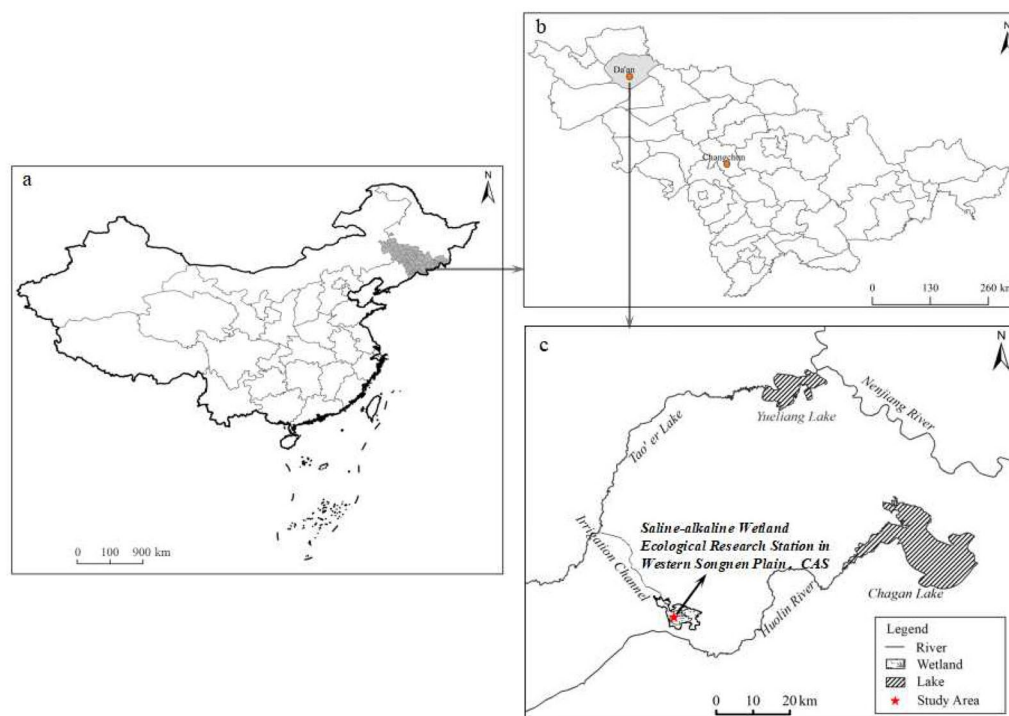 a
N
0 100 900 km
b
N
Da'an
Changchun
0 130 260 km
c
N
Nenjiang River
Yueliang Lake
Tao' er Lake
Irrigation Channel
Saline-alkaline Wetland
Ecological Research Station in
Western Songnen Plain，CAS
Huolin River
Chagan Lake
Legend
River
Wetland
Lake
Study Area
0 10 20 km